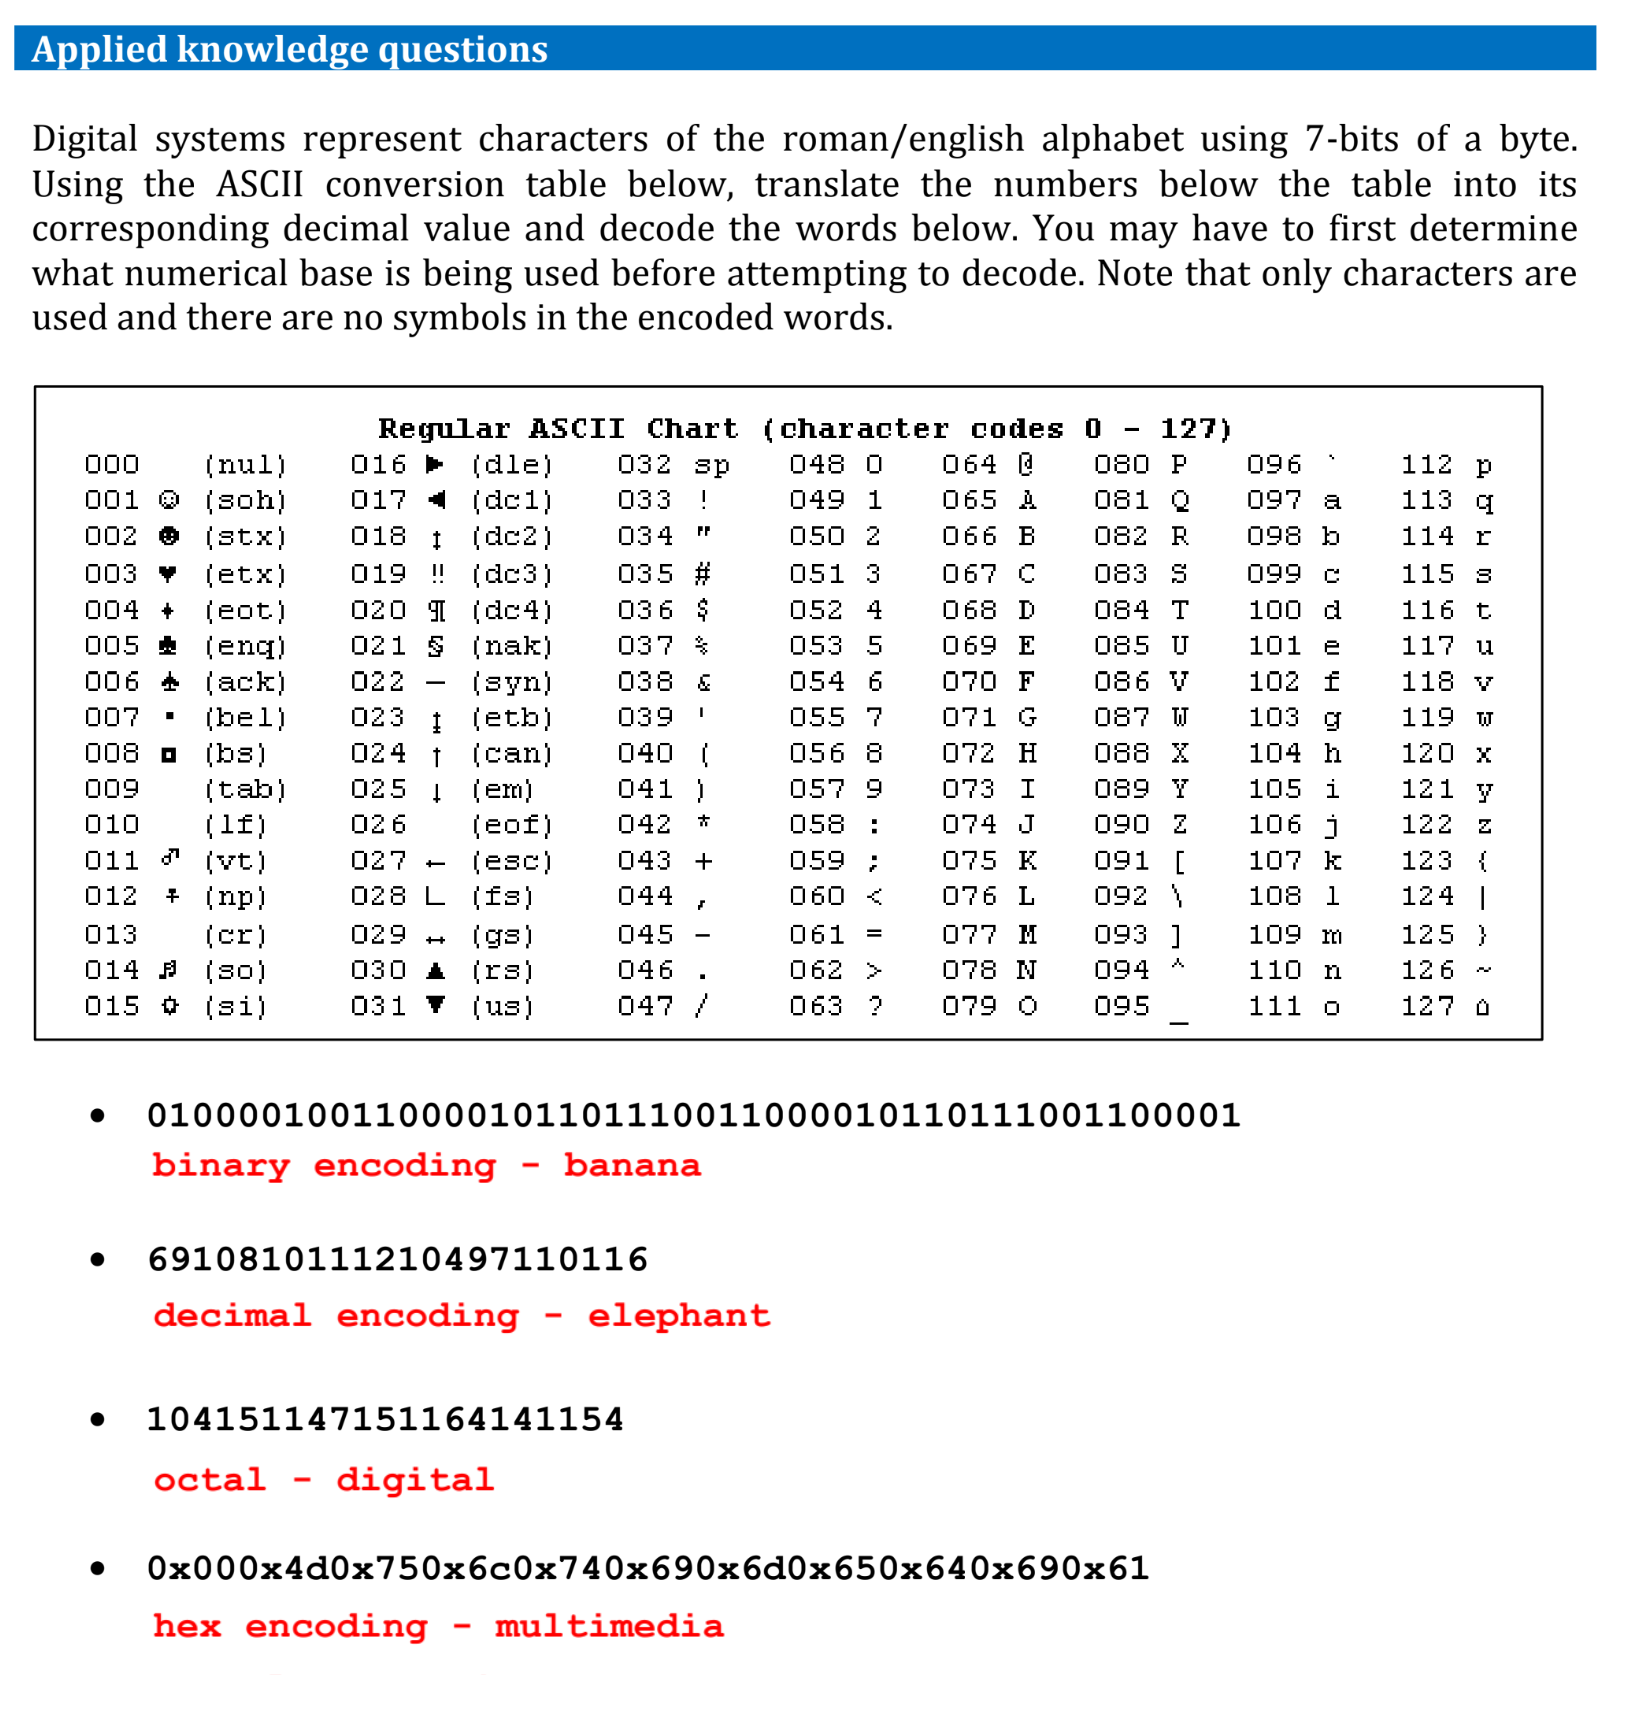 Applied knowledge questions
Digital systems represent characters of the roman/english alphabet using 7-bits of a byte.
Using the ASCII conversion table below, translate the numbers below the table into its
corresponding decimal value and decode the words below. You may have to first determine
what numerical base is being used before attempting to decode. Note that only characters are
used and there are no symbols in the encoded words.
Regular ASCII Chart (character codes 0 - 127)
000 (nul) 016 ► (dle) 032 sp 048 0 064 @ 080 P 096 ` 112 p
001 ☺ (soh) 017 ◄ (dc1) 033 ! 049 1 065 A 081 Q 097 a 113 q
002 ☻ (stx) 018 ↕ (dc2) 034 " 050 2 066 B 082 R 098 b 114 r
003 ♥ (etx) 019 ‼ (dc3) 035 # 051 3 067 C 083 S 099 c 115 s
004 ♦ (eot) 020 ¶ (dc4) 036 $ 052 4 068 D 084 T 100 d 116 t
005 ♣ (enq) 021 § (nak) 037 % 053 5 069 E 085 U 101 e 117 u
006 ♠ (ack) 022 – (syn) 038 & 054 6 070 F 086 V 102 f 118 v
007 • (bel) 023 ↨ (etb) 039 ' 055 7 071 G 087 W 103 g 119 w
008 ◘ (bs) 024 ↑ (can) 040 ( 056 8 072 H 088 X 104 h 120 x
009 (tab) 025 ↓ (em) 041 ) 057 9 073 I 089 Y 105 i 121 y
010 (lf) 026 (eof) 042 * 058 : 074 J 090 Z 106 j 122 z
011 ♂ (vt) 027 ← (esc) 043 + 059 ; 075 K 091 [ 107 k 123 {
012 ♀ (np) 028 ∟ (fs) 044 , 060 < 076 L 092 \ 108 l 124 |
013 (cr) 029 ↔ (gs) 045 - 061 = 077 M 093 ] 109 m 125 }
014 ♫ (so) 030 ▲ (rs) 046 . 062 > 078 N 094 ^ 110 n 126 ~
015 ☼ (si) 031 ▼ (us) 047 / 063 ? 079 O 095 _ 111 o 127 ⌂
• 010000100110000101101110011000010110111001100001
binary encoding - banana
• 6910810111210497110116
decimal encoding - elephant
• 104151147151164141154
octal - digital
• 0x000x4d0x750x6c0x740x690x6d0x650x640x690x61
hex encoding - multimedia